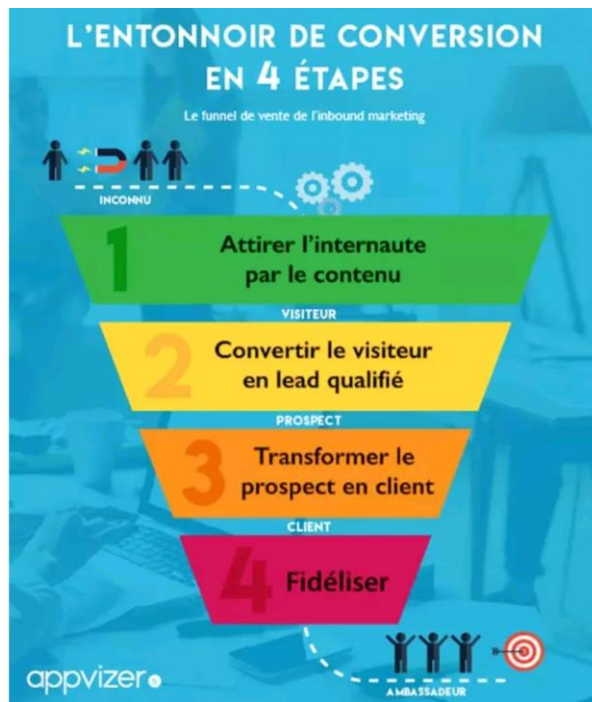 L'ENTONNOIR DE CONVERSION
EN 4 ÉTAPES
Le funnel de vente de l'inbound marketing
INCONNU
1
Attirer l'internaute
par le contenu
VISITEUR
2
Convertir le visiteur
en lead qualifié
PROSPECT
3
Transformer le
prospect en client
CLIENT
4
Fidéliser
appvizer
AMBASSADEUR